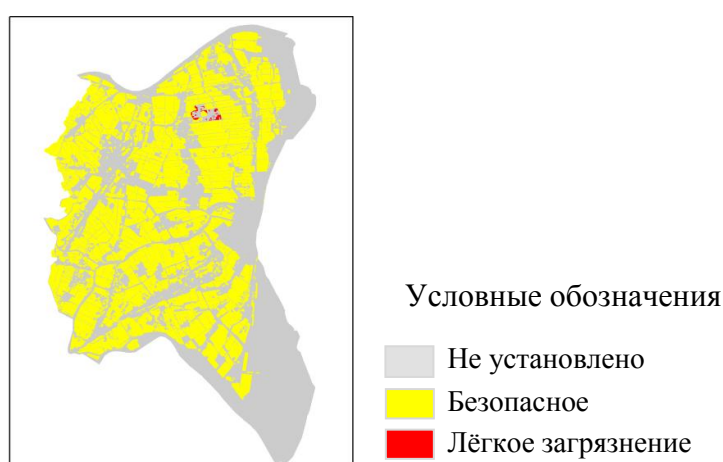 Условные обозначения
Не установлено
Безопасное
Лёгкое загрязнение